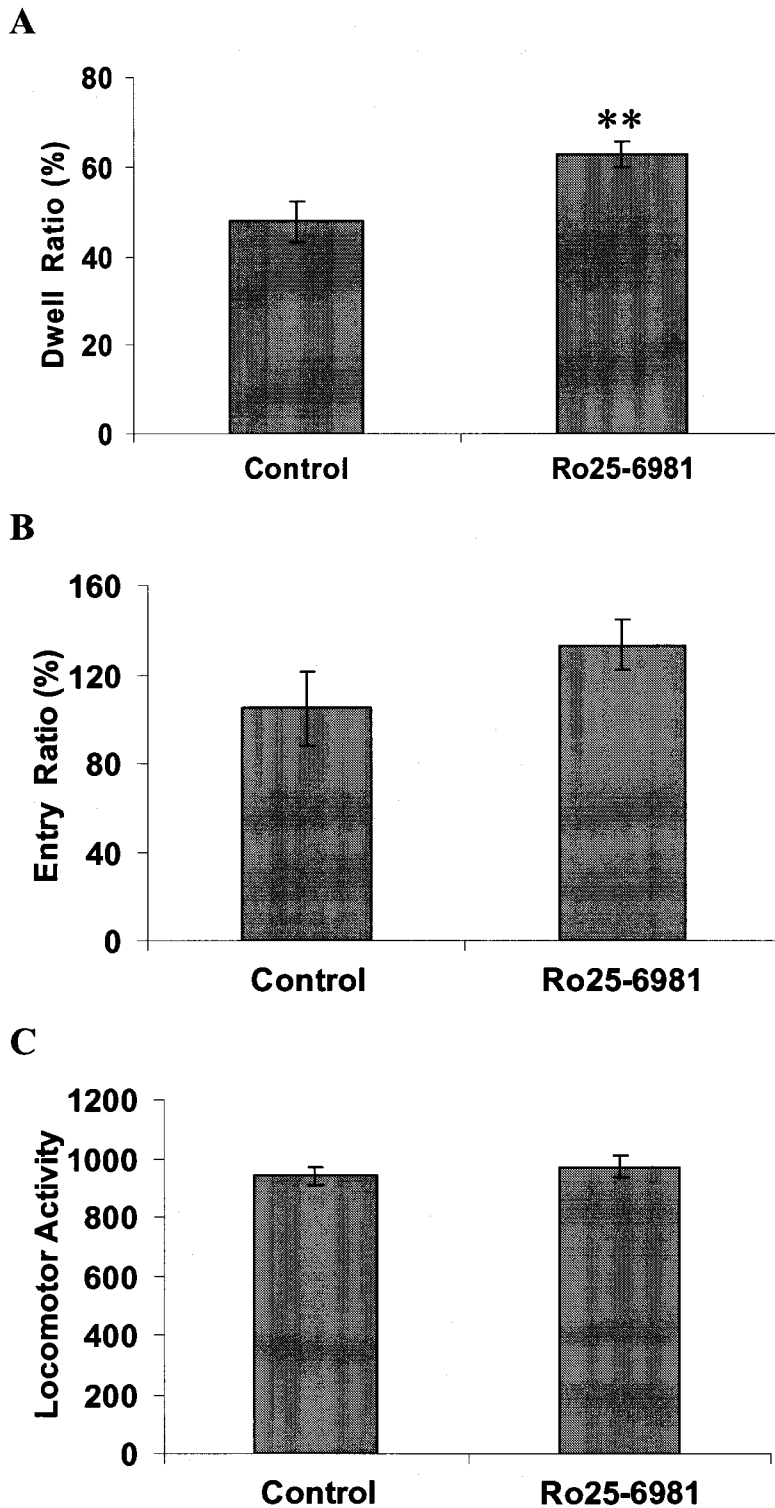 A
80
60
40
20
0
Dwell Ratio (%)
**
Control
Ro25-6981
B
160
120
80
40
0
Entry Ratio (%)
Control
Ro25-6981
C
1200
1000
800
600
400
200
0
Locomotor Activity
Control
Ro25-6981